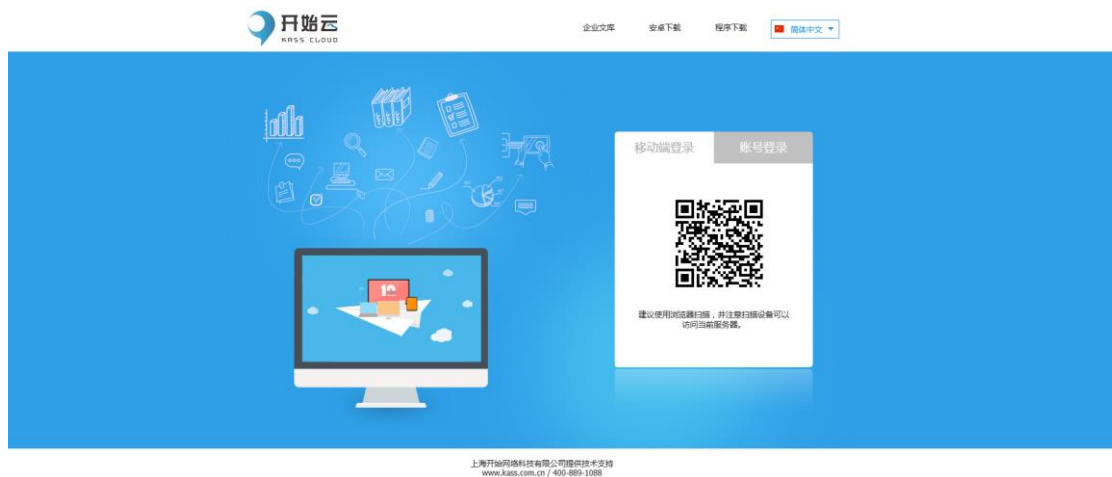 开始云
KASS CLOUD
企业文库
安卓下载
程序下载
简体中文
移动端登录
账号登录
建议使用浏览器扫描，并注意扫描设备可以
访问当前服务器。
上海开始网络科技有限公司提供技术支持
www.kass.com.cn / 400-889-1088